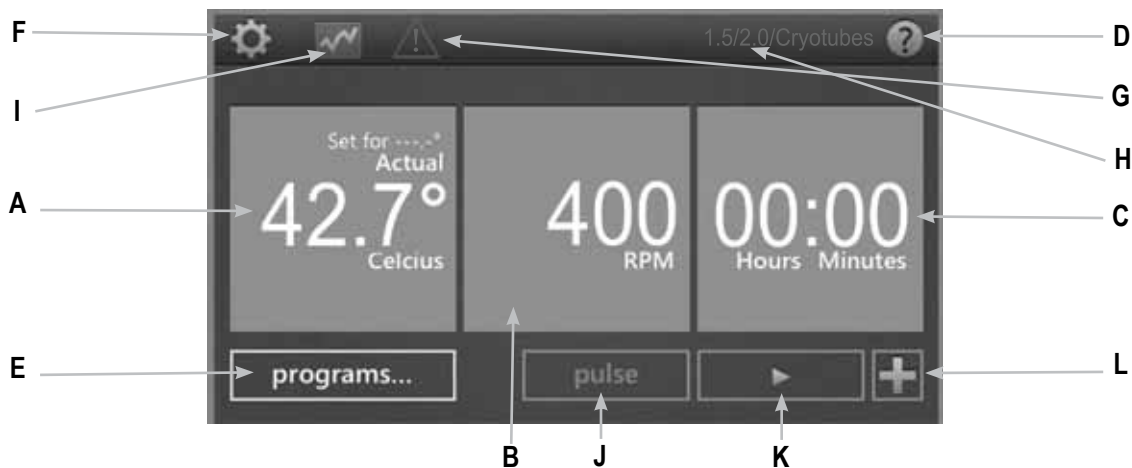 F
1.5/2.0/Cryotubes ?
D
I
G
H
Set for ---.-°
Actual
A
42.7°
Celcius
400
RPM
00:00
Hours Minutes
C
E
programs...
pulse
L
B
J
K